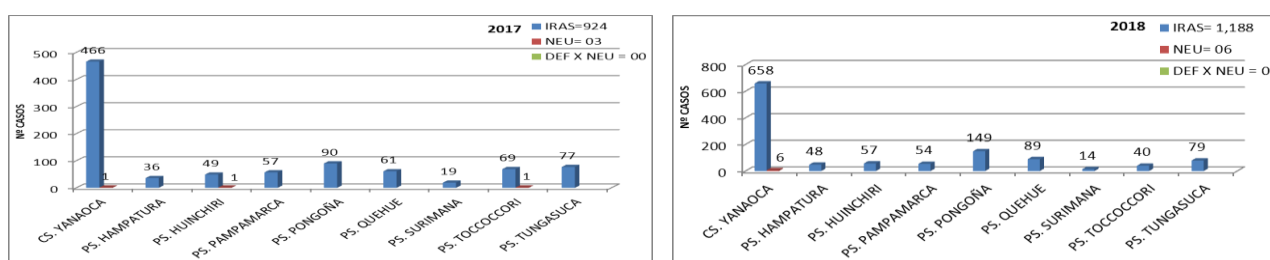 2017
IRAS=924
NEU= 03
DEF X NEU = 00
Nº CASOS
500
400
300
200
100
0
466
1
36
49
1
57
90
61
19
69
1
77
CS. YANAOCA
PS. HAMPATURA
PS. HUINCHIRI
PS. PAMPAMARCA
PS. PONGOÑA
PS. QUEHUE
PS. SURIMANA
PS. TOCCOCCORI
PS. TUNGASUCA
2018
IRAS= 1,188
NEU= 06
DEF X NEU = 0
Nº CASOS
800
600
400
200
0
658
6
48
57
54
149
89
14
40
79
CS. YANAOCA
PS. HAMPATURA
PS. HUINCHIRI
PS. PAMPAMARCA
PS. PONGOÑA
PS. QUEHUE
PS. SURIMANA
PS. TOCCOCCORI
PS. TUNGASUCA